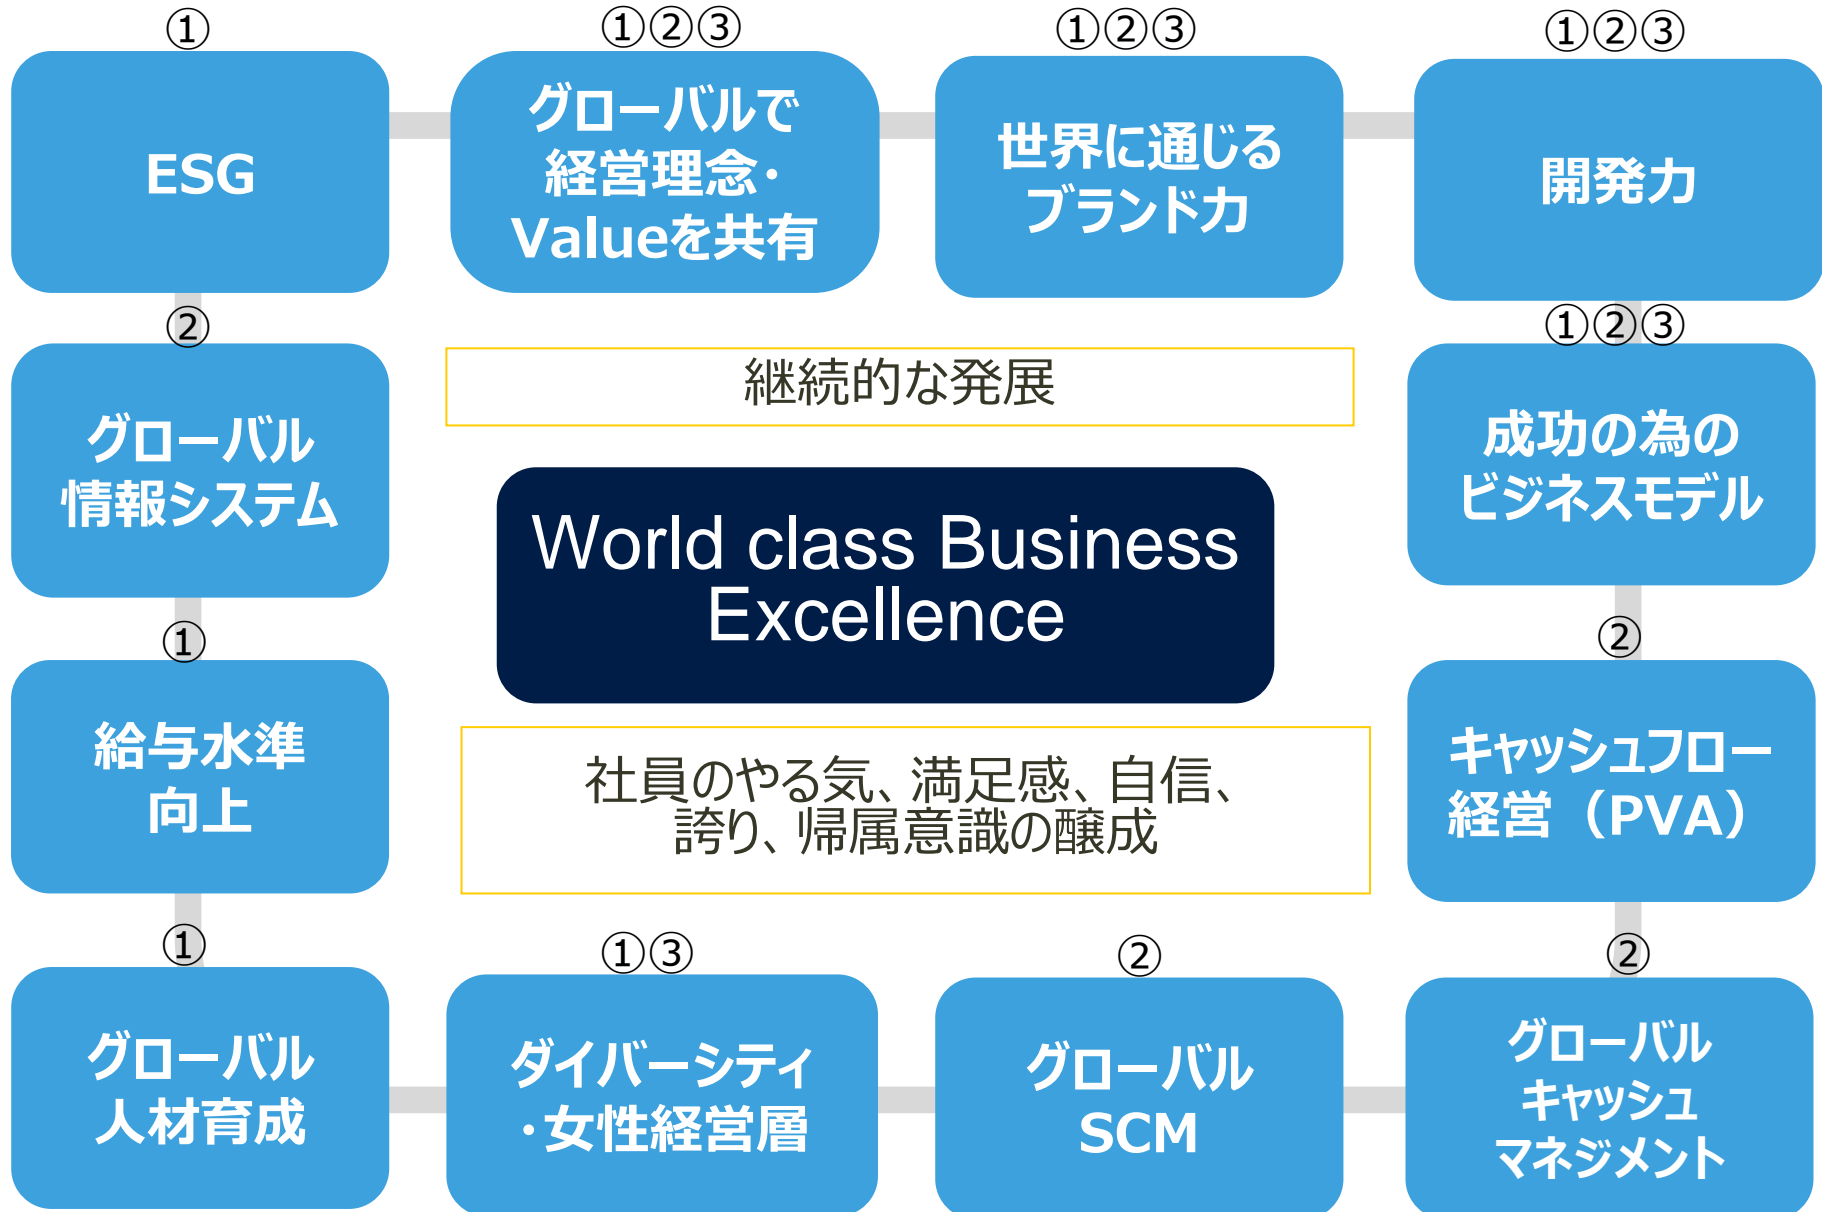 ①
ESG
①②③
グローバルで
経営理念・
Valueを共有
①②③
世界に通じる
ブランド力
①②③
開発力
②
グローバル
情報システム
継続的な発展
①②③
成功の為の
ビジネスモデル
World class Business
Excellence
①
給与水準
向上
社員のやる気、満足感、自信、
誇り、帰属意識の醸成
②
キャッシュフロー
経営（PVA）
①
グローバル
人材育成
①③
ダイバーシティ
・女性経営層
②
グローバル
SCM
②
グローバル
キャッシュ
マネジメント